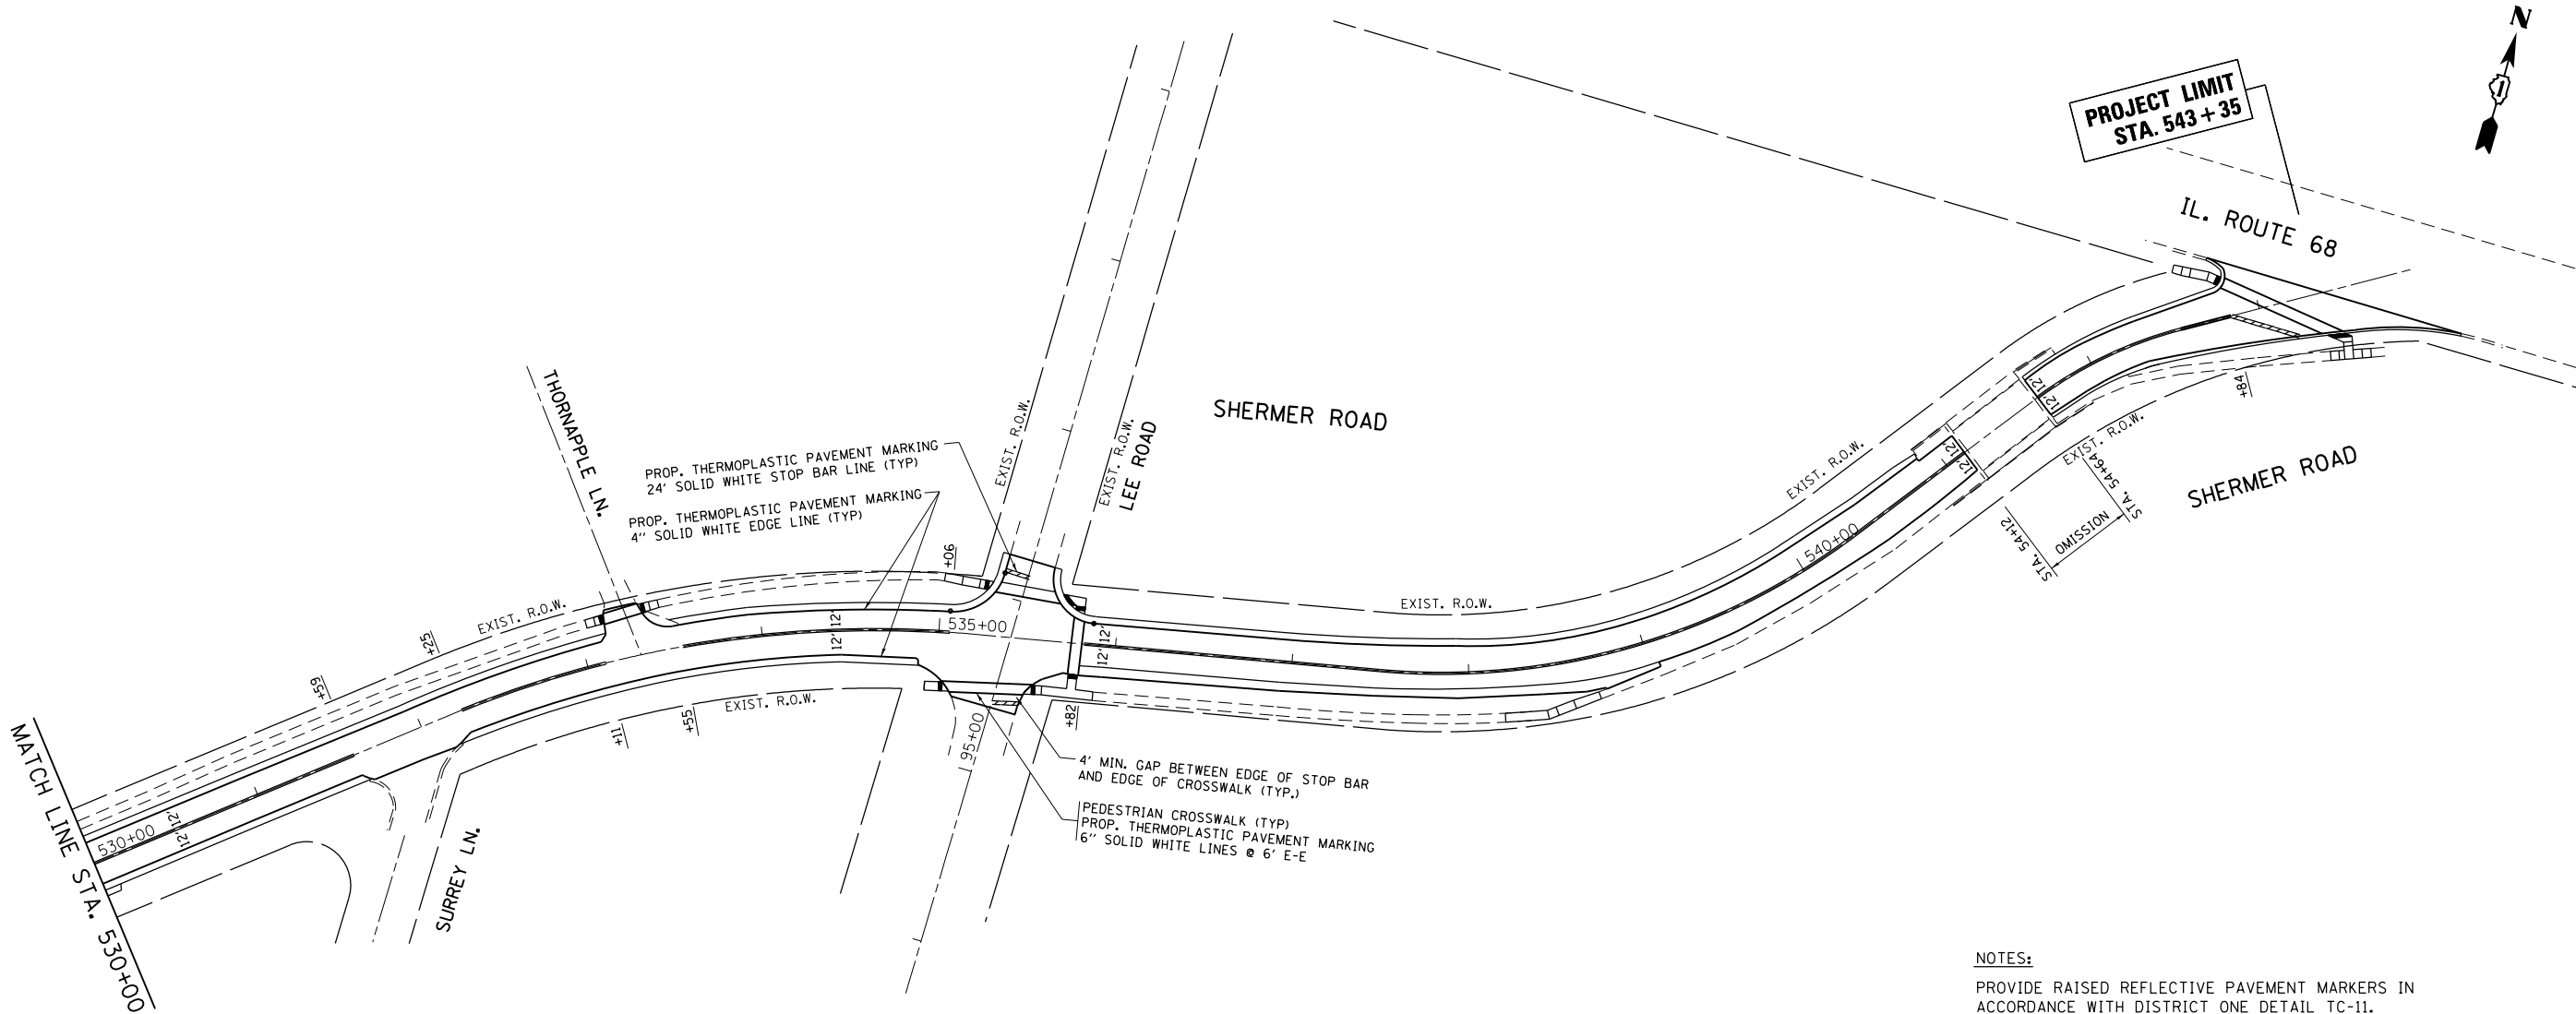 N
1
PROJECT LIMIT
STA. 543+35
IL. ROUTE 68
THORNAPPLE LN.
PROP. THERMOPLASTIC PAVEMENT MARKING
24' SOLID WHITE STOP BAR LINE (TYP)
PROP. THERMOPLASTIC PAVEMENT MARKING
4'' SOLID WHITE EDGE LINE (TYP)
EXIST. R.O.W.
EXIST. R.O.W.
LEE ROAD
SHERMER ROAD
12'
12'
+84
EXIST. R.O.W.
EXIST. R.O.W.
12'
12'
SHERMER ROAD
STA. 54+64
OMISSION
STA. 54+12
540+00
+06
EXIST. R.O.W.
EXIST. R.O.W.
12'
12'
535+00
12'
12'
+25
+59
+11
+55
EXIST. R.O.W.
+82
95+00
4' MIN. GAP BETWEEN EDGE OF STOP BAR
AND EDGE OF CROSSWALK (TYP.)
PEDESTRIAN CROSSWALK (TYP)
PROP. THERMOPLASTIC PAVEMENT MARKING
6'' SOLID WHITE LINES @ 6' E-E
530+00
12'
12'
MATCH LINE STA. 530+00
SURREY LN.
NOTES:
PROVIDE RAISED REFLECTIVE PAVEMENT MARKERS IN
ACCORDANCE WITH DISTRICT ONE DETAIL TC-11.